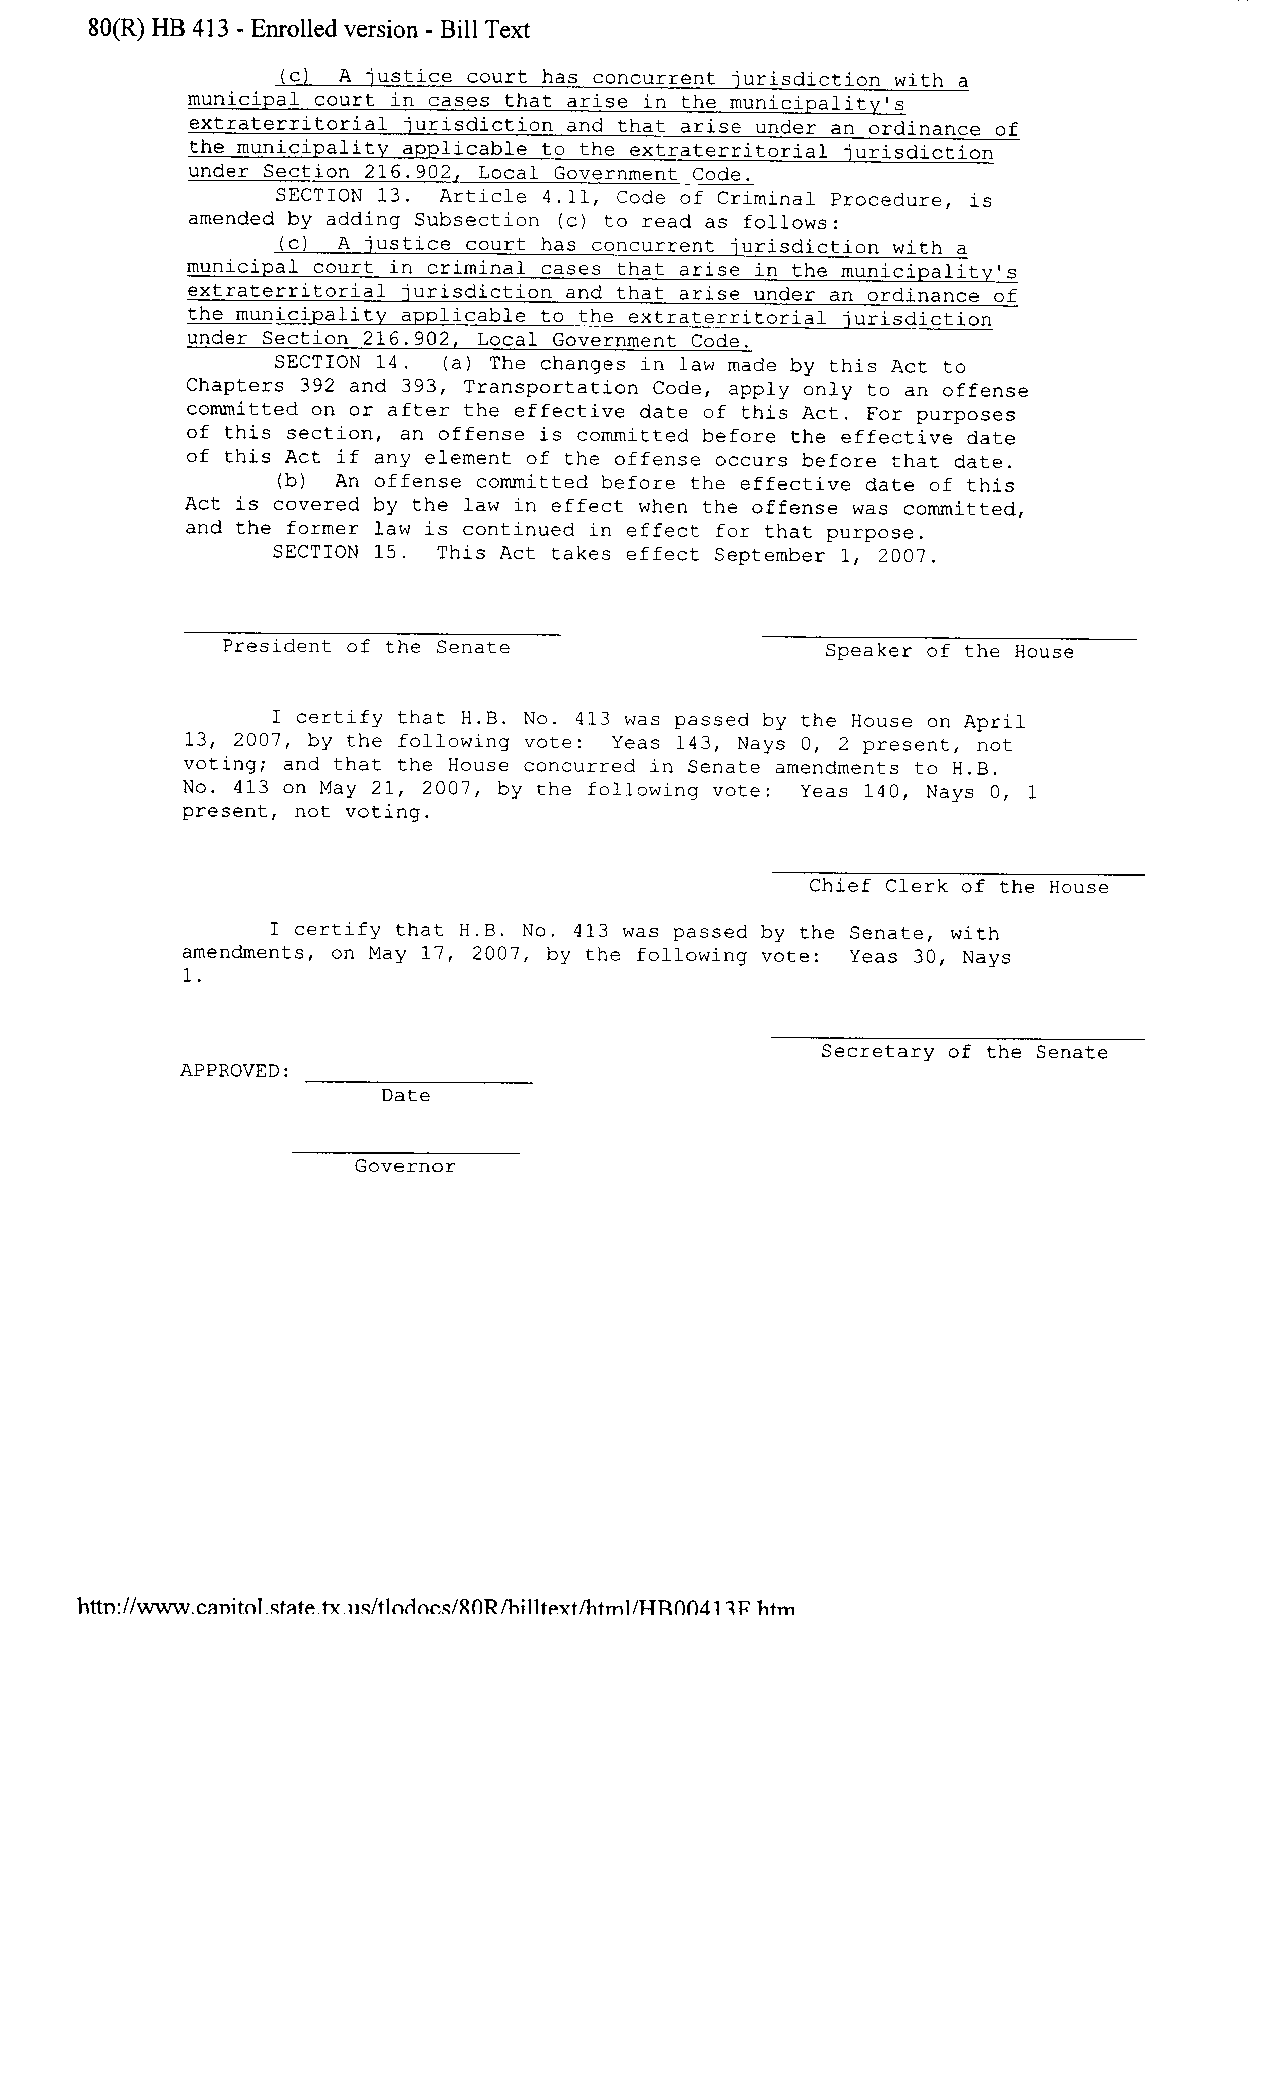 80(R) HB 413 - Enrolled version - Bill Text
(c) A justice court has concurrent jurisdiction with a
municipal court in cases that arise in the municipality's
extraterritorial jurisdiction and that arise under an ordinance of
the municipality applicable to the extraterritorial jurisdiction
under Section 216.902, Local Government Code.
SECTION 13. Article 4.11, Code of Criminal Procedure, is
amended by adding Subsection (c) to read as follows:
(c) A justice court has concurrent jurisdiction with a
municipal court in criminal cases that arise in the municipality's
extraterritorial jurisdiction and that arise under an ordinance of
the municipality applicable to the extraterritorial jurisdiction
under Section 216.902, Local Government Code.
SECTION 14. (a) The changes in law made by this Act to
Chapters 392 and 393, Transportation Code, apply only to an offense
committed on or after the effective date of this Act. For purposes
of this section, an offense is committed before the effective date
of this Act if any element of the offense occurs before that date.
(b) An offense committed before the effective date of this
Act is covered by the law in effect when the offense was committed,
and the former law is continued in effect for that purpose.
SECTION 15. This Act takes effect September 1, 2007.
President of the Senate Speaker of the House
I certify that H.B. No. 413 was passed by the House on April
13, 2007, by the following vote: Yeas 143, Nays 0, 2 present, not
voting; and that the House concurred in Senate amendments to H.B.
No. 413 on May 21, 2007, by the following vote: Yeas 140, Nays 0, 1
present, not voting.
Chief Clerk of the House
I certify that H.B. No. 413 was passed by the Senate, with
amendments, on May 17, 2007, by the following vote: Yeas 30, Nays
1.
Secretary of the Senate
APPROVED:
Date
Governor
http://www.capitol.state.tx.us/tlodocs/80R/billtext/html/HB00413F.htm